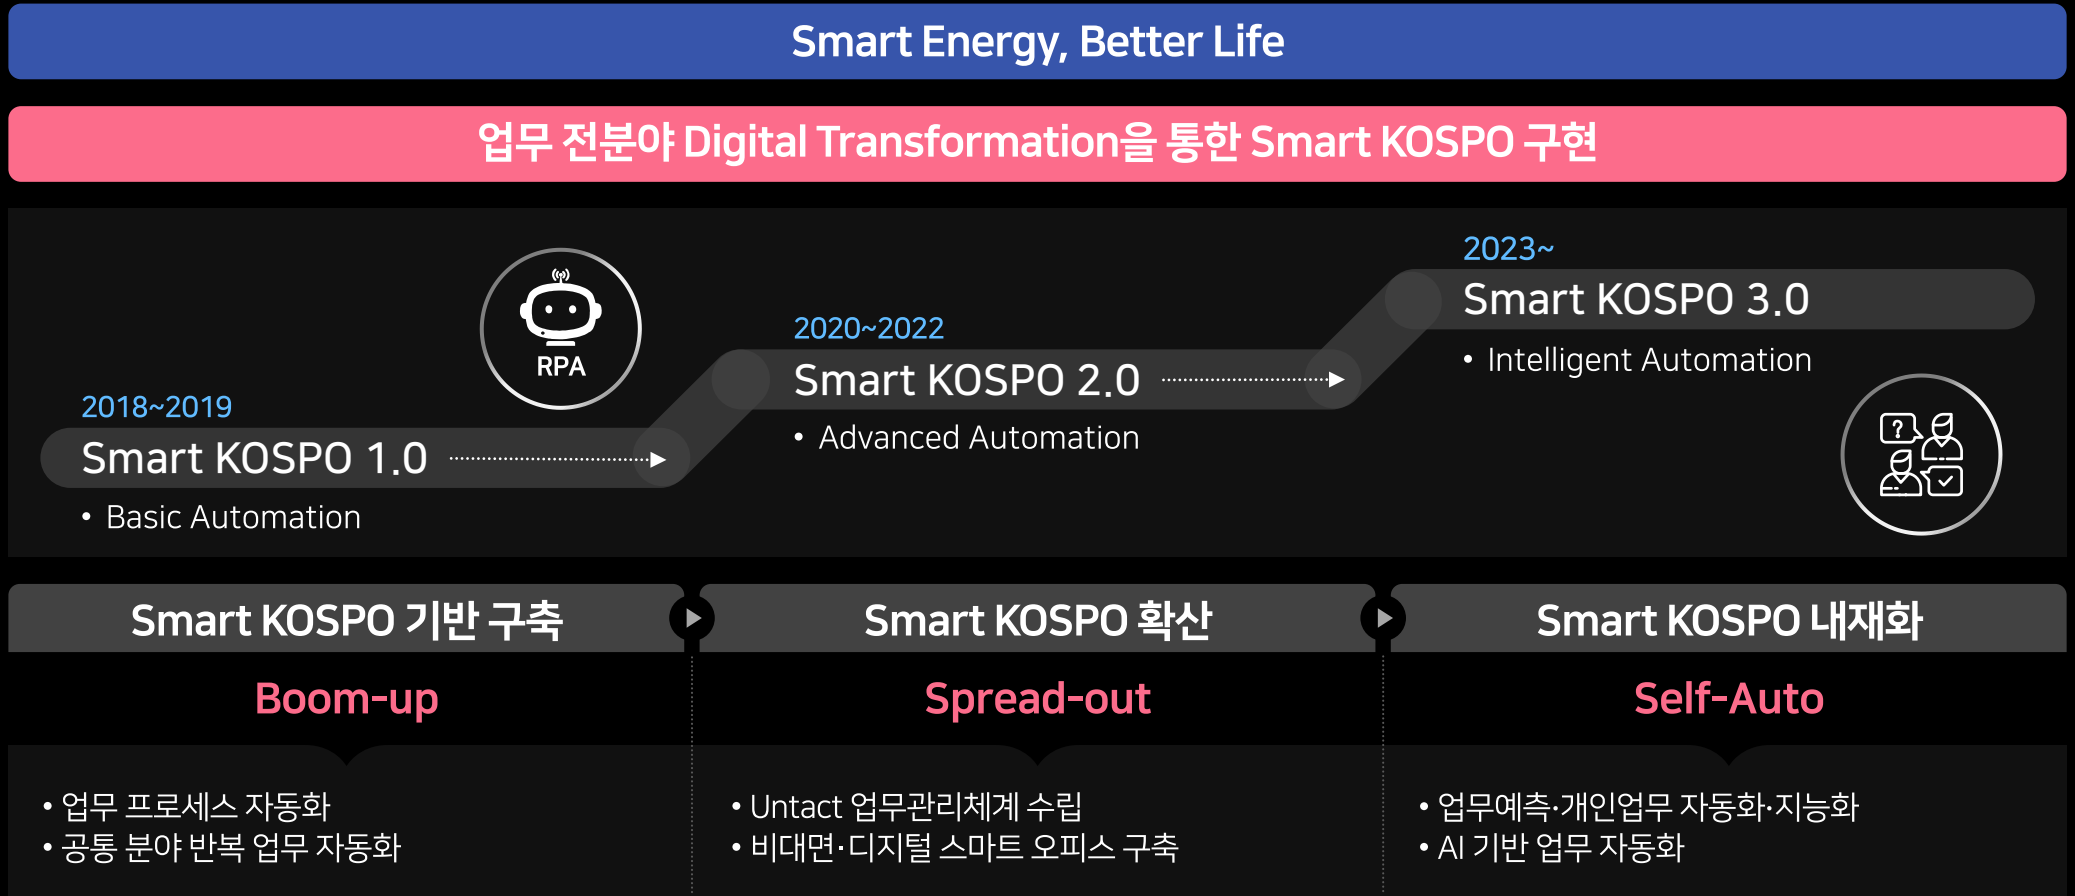 Smart Energy, Better Life
업무 전분야 Digital Transformation을 통한 Smart KOSPO 구현
2018~2019
Smart KOSPO 1.0
• Basic Automation
RPA
2020~2022
Smart KOSPO 2.0
• Advanced Automation
2023~
Smart KOSPO 3.0
• Intelligent Automation
?
Smart KOSPO 기반 구축
Boom-up
• 업무 프로세스 자동화
• 공통 분야 반복 업무 자동화
Smart KOSPO 확산
Spread-out
• Untact 업무관리체계 수립
• 비대면·디지털 스마트 오피스 구축
Smart KOSPO 내재화
Self-Auto
• 업무예측·개인업무 자동화·지능화
• AI 기반 업무 자동화